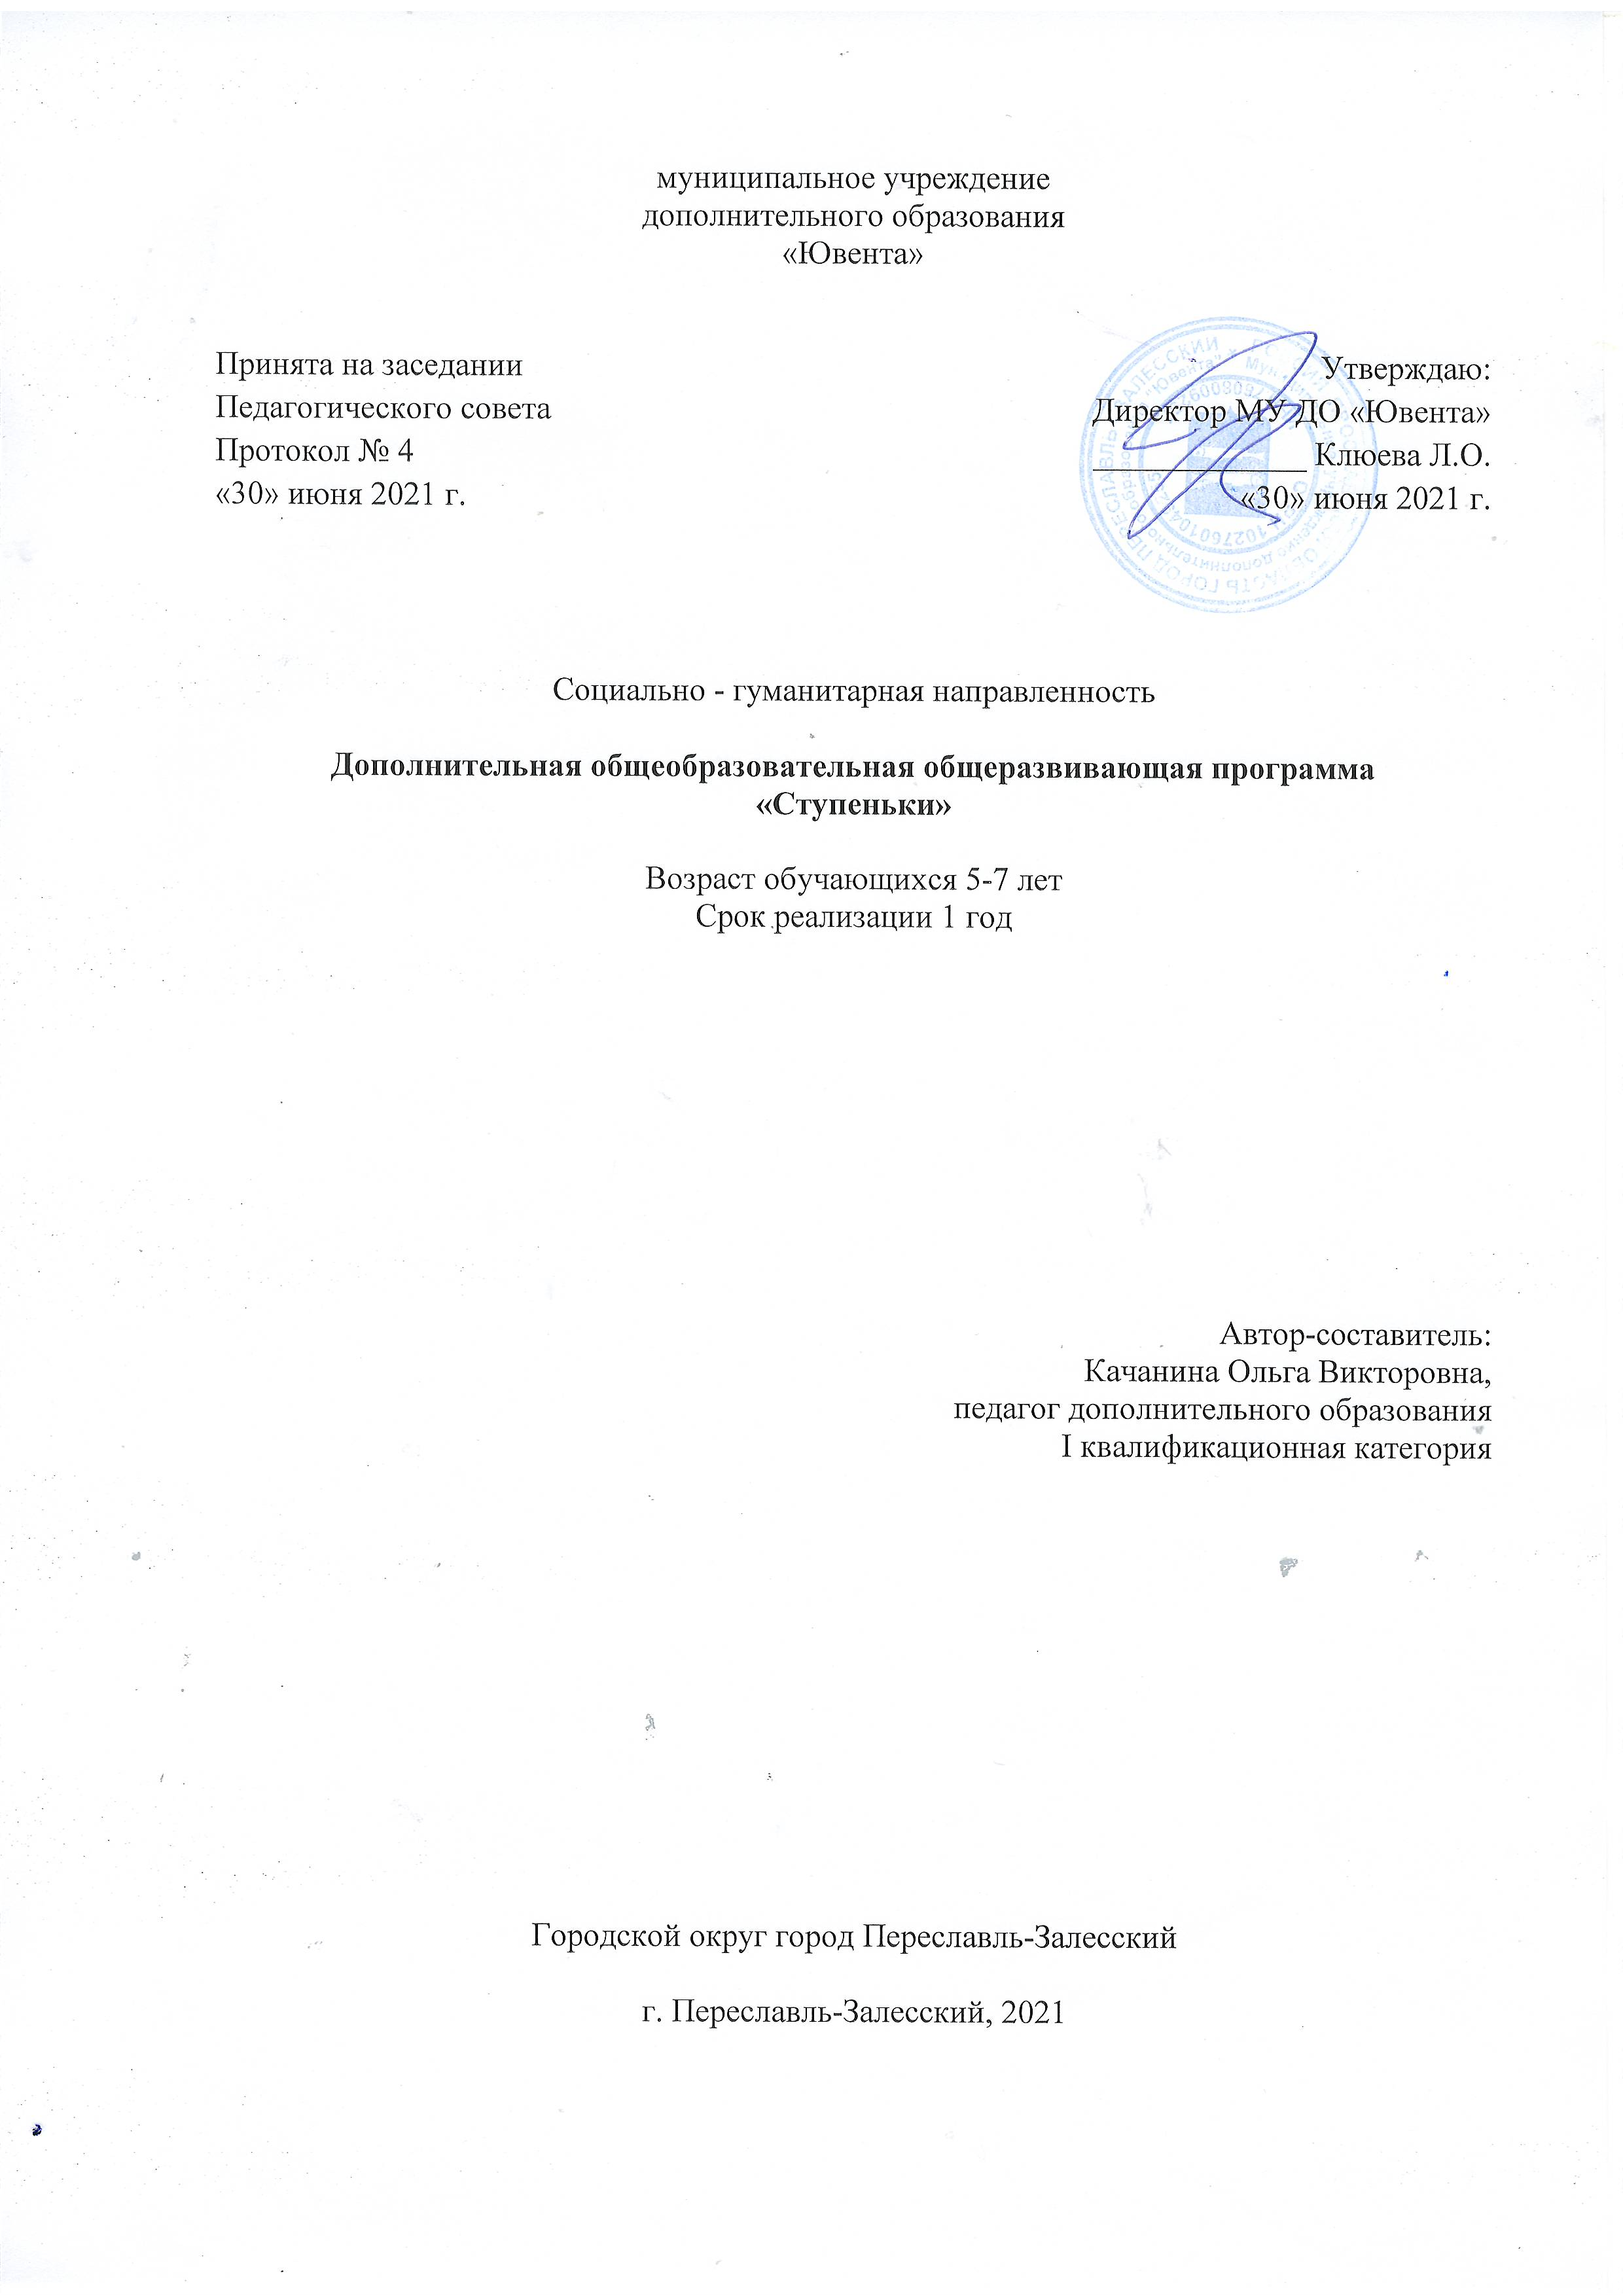 муниципальное учреждение
дополнительного образования
«Ювента»
Принята на заседании
Педагогического совета
Протокол № 4
«30» июня 2021 г.
Утверждаю:
Директор МУ ДО «Ювента»
Клюева Л.О.
«30» июня 2021 г.
Социально - гуманитарная направленность
Дополнительная общеобразовательная общеразвивающая программа
«Ступеньки»
Возраст обучающихся 5-7 лет
Срок реализации 1 год
Автор-составитель:
Качанина Ольга Викторовна,
педагог дополнительного образования
I квалификационная категория
Городской округ город Переславль-Залесский
г. Переславль-Залесский, 2021